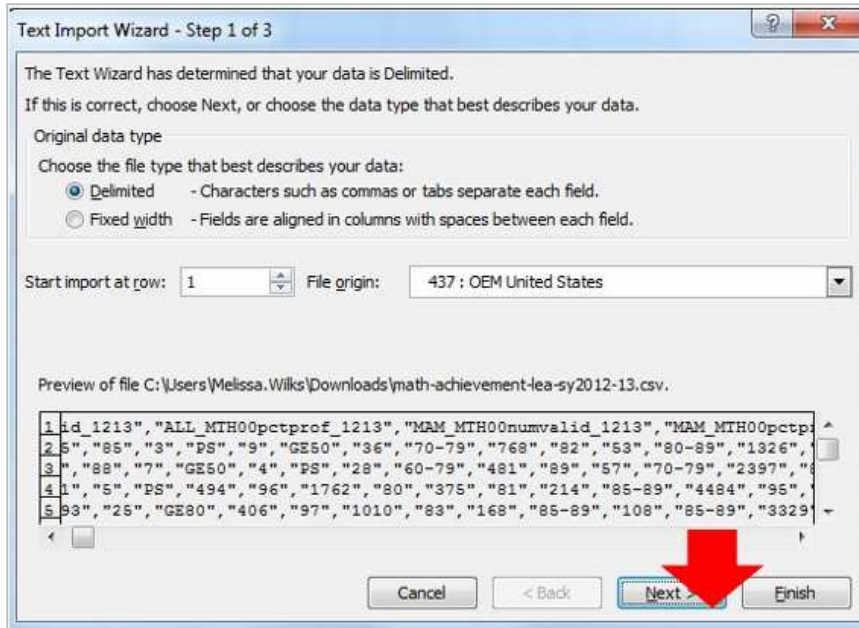 Text Import Wizard - Step 1 of 3
The Text Wizard has determined that your data is Delimited.
If this is correct, choose Next, or choose the data type that best describes your data.
Original data type
Choose the file type that best describes your data:
Delimited - Characters such as commas or tabs separate each field.
Fixed width - Fields are aligned in columns with spaces between each field.
Start import at row: 1 File origin: 437 : OEM United States
Preview of file C:\Users\Melissa.Wilks\Downloads\math-achievement-lea-sy2012-13.csv.
1 id_1213","ALL_MTH00pctprof_1213","MAM_MTH00numvalid_1213","MAM_MTH00pctp
2 5","85","3","PS","9","GE50","36","70-79","768","82","53","80-89","1326","
3 ","88","7","GE50","4","PS","28","60-79","481","89","57","70-79","2397","
4 1","5","PS","494","96","1762","80","375","81","214","85-89","4484","95",
5 93","25","GE80","406","97","1010","83","168","85-89","108","85-89","3329"
Cancel < Back Next > Finish